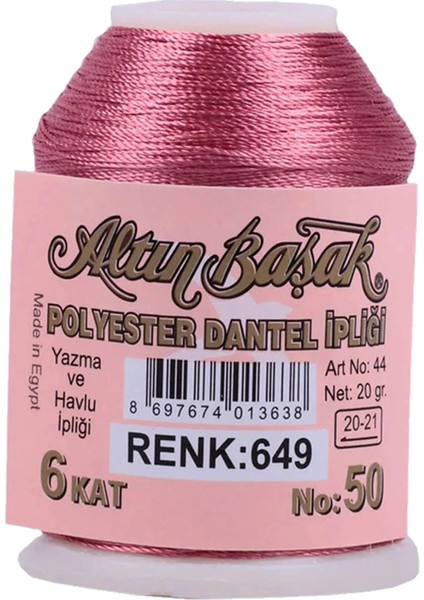 Altın Başak®
POLYESTER DANTEL İPLİĞİ
Made in Egypt
Yazma
ve
Havlu
İpliği
8 697674 013638
Art No: 44
Net: 20 gr.
20-21
RENK:649
6 KAT
No:50